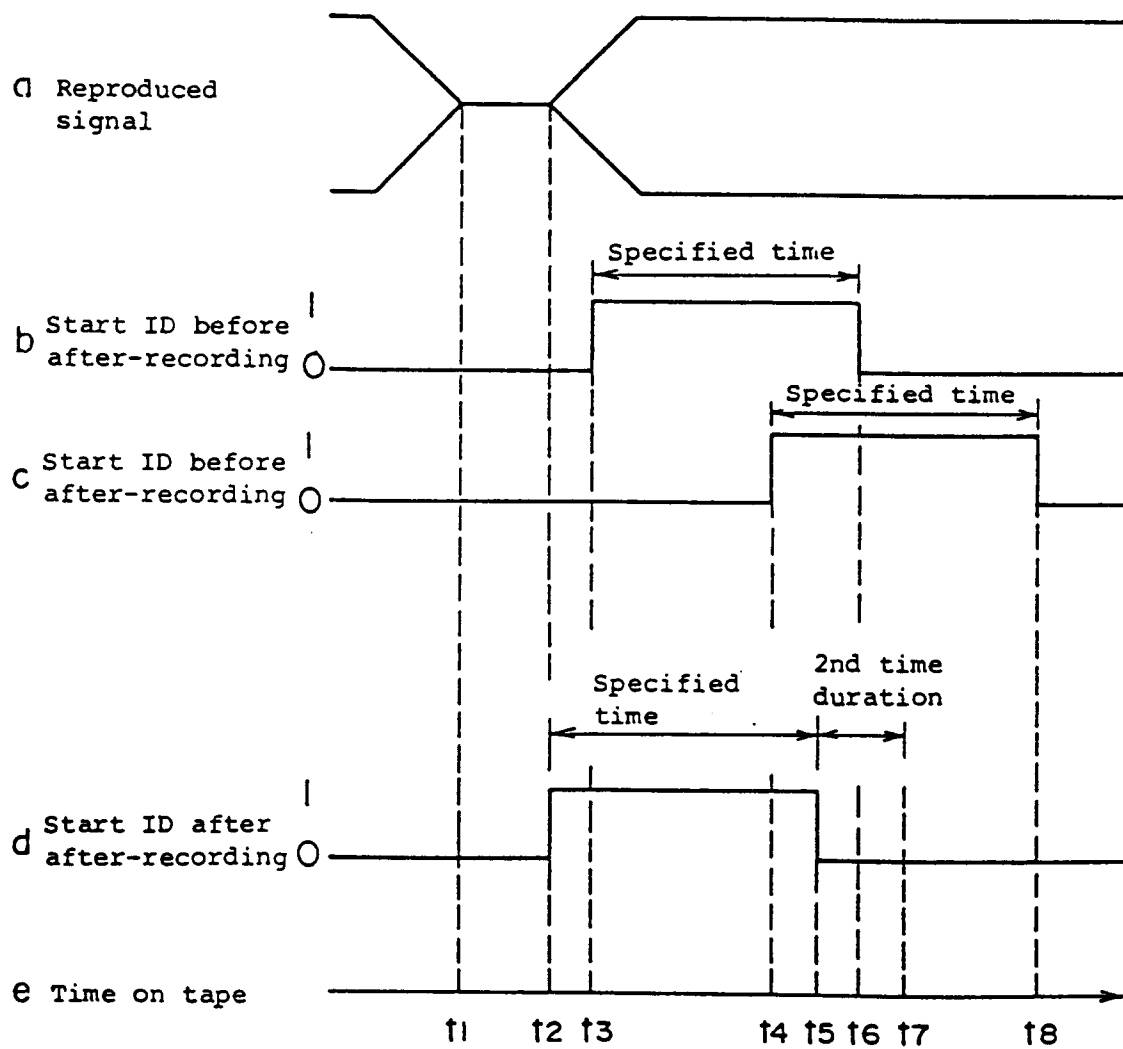 a Reproduced
signal
Specified time
1
b Start ID before
after-recording 0
Specified time
1
c Start ID before
after-recording 0
2nd time
duration
Specified
time
1
d Start ID after
after-recording 0
e Time on tape
t1 t2 t3 t4 t5 t6 t7 t8